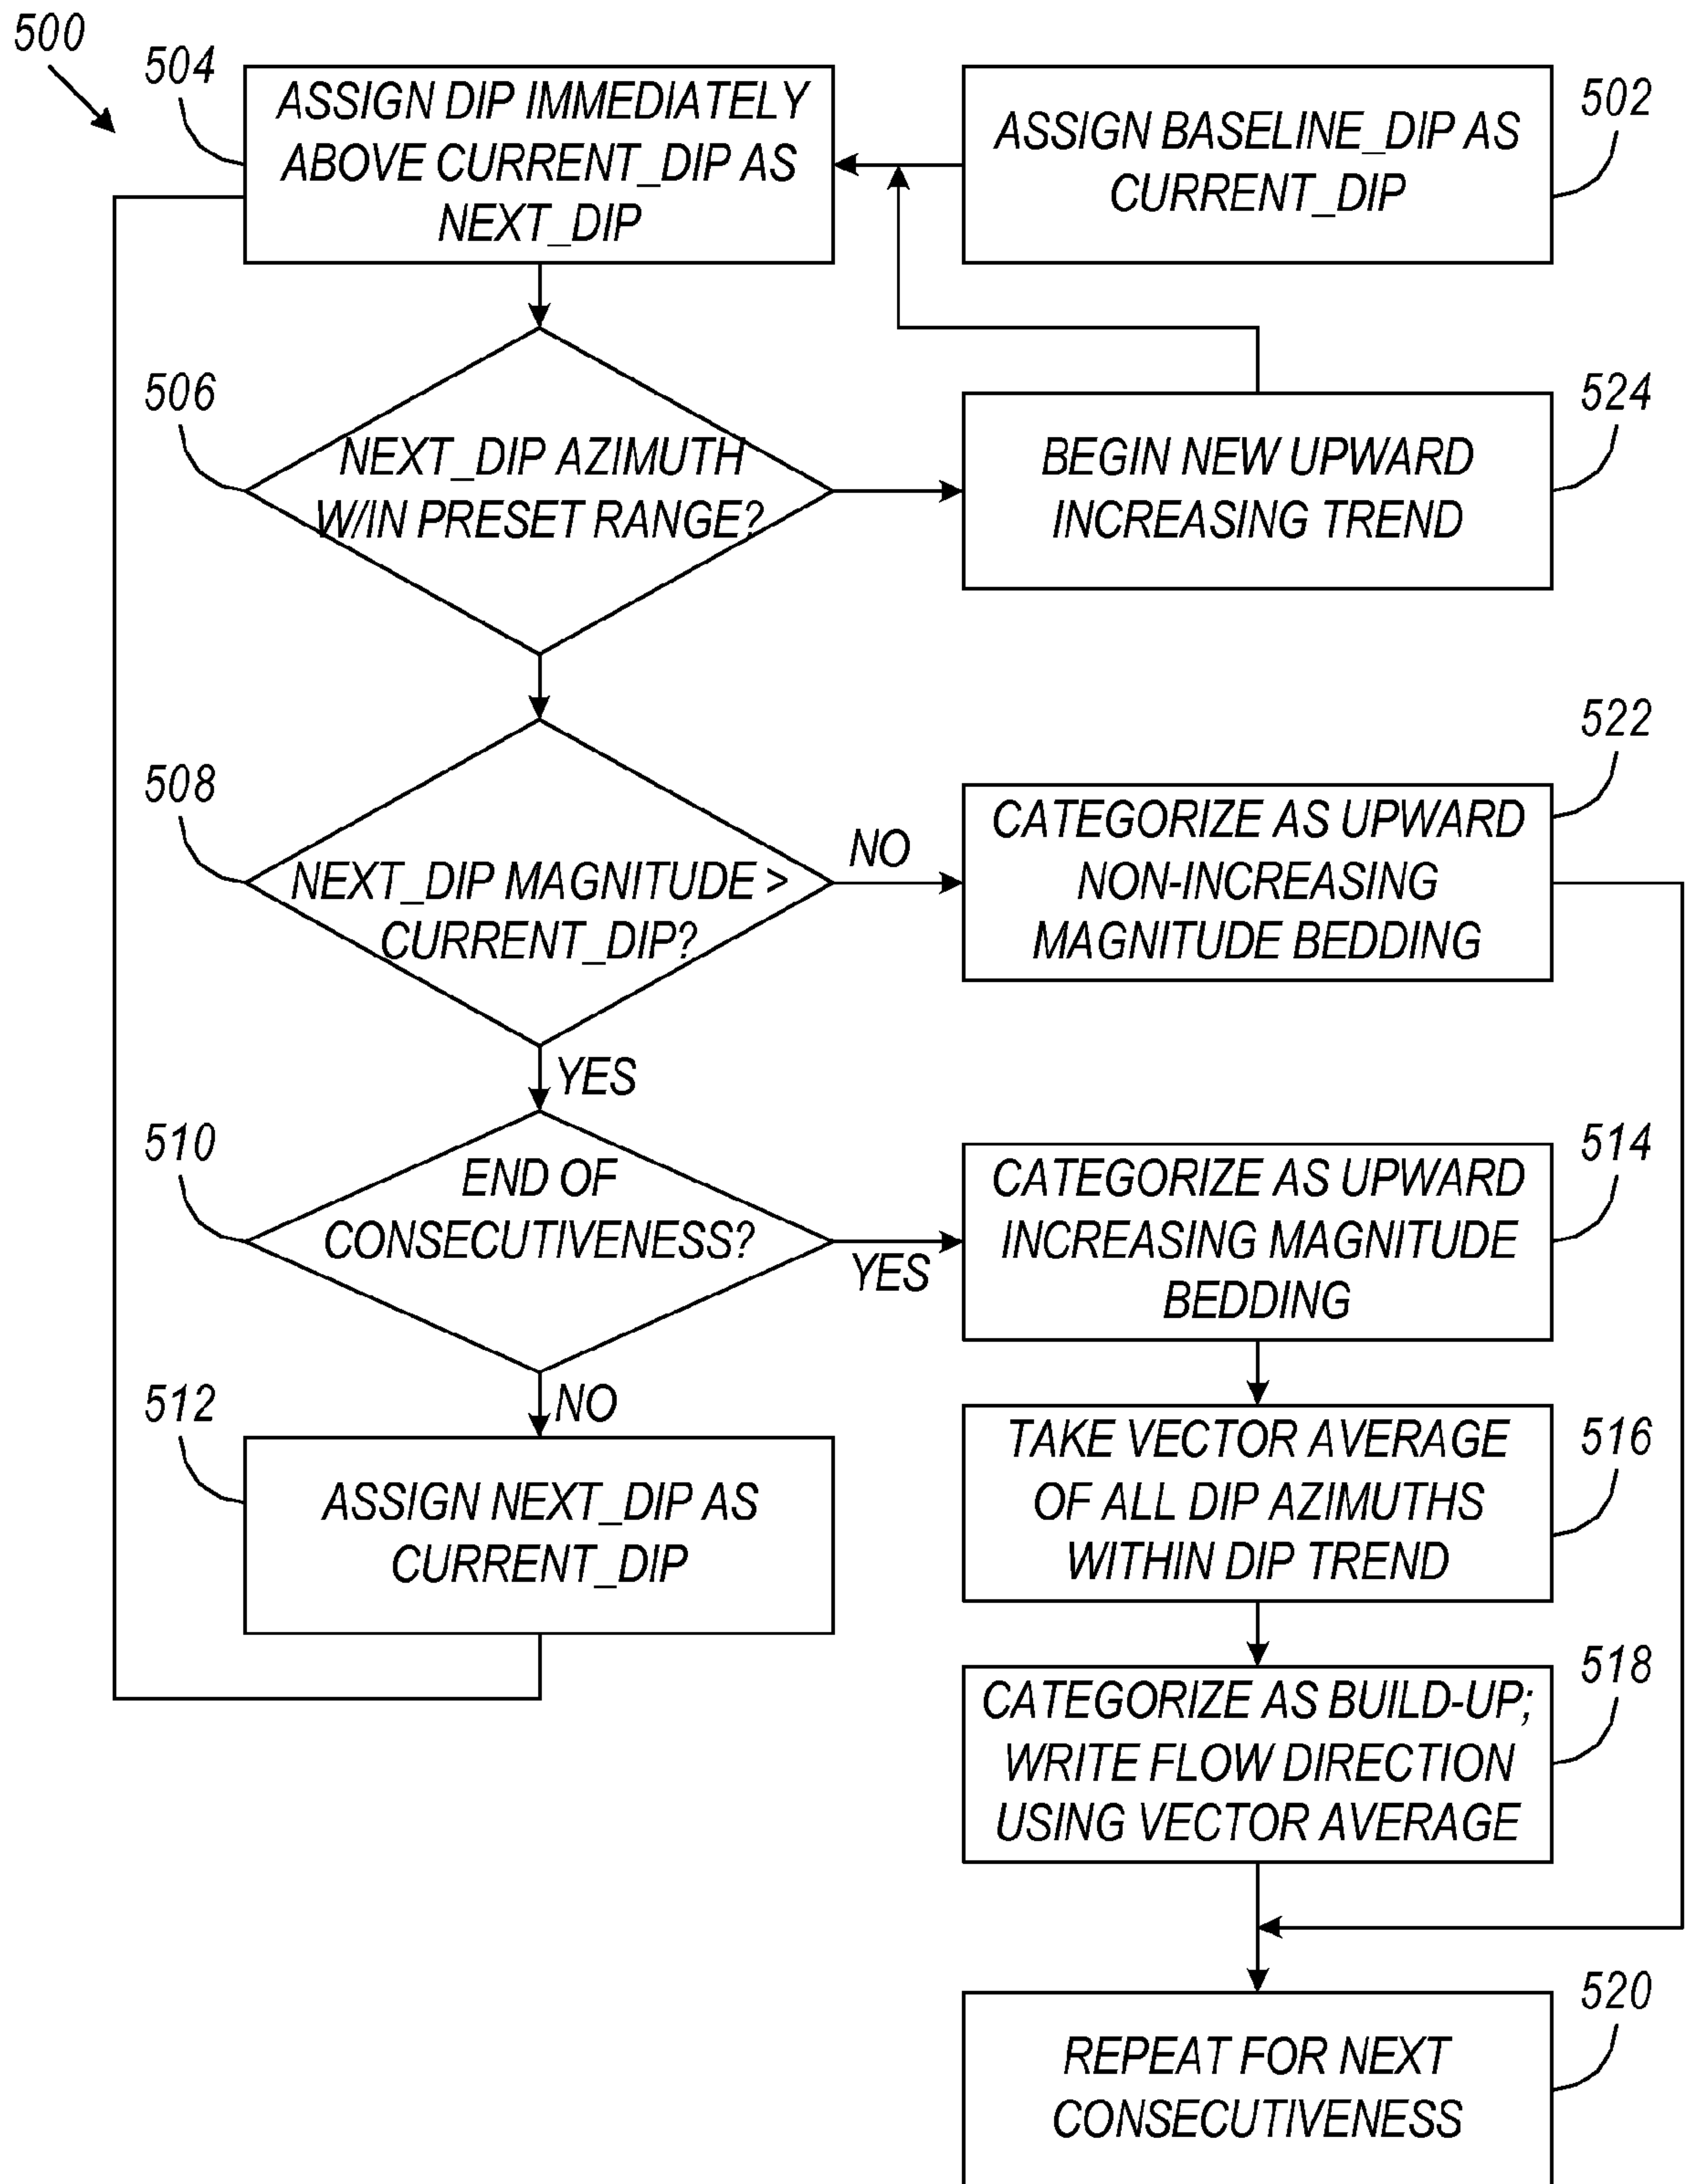 500
504
ASSIGN DIP IMMEDIATELY
ABOVE CURRENT_DIP AS
NEXT_DIP
ASSIGN BASELINE_DIP AS
CURRENT_DIP
502
506
NEXT_DIP AZIMUTH
W/IN PRESET RANGE?
BEGIN NEW UPWARD
INCREASING TREND
524
508
NEXT_DIP MAGNITUDE >
CURRENT_DIP?
NO
CATEGORIZE AS UPWARD
NON-INCREASING
MAGNITUDE BEDDING
522
YES
510
END OF
CONSECUTIVENESS?
YES
CATEGORIZE AS UPWARD
INCREASING MAGNITUDE
BEDDING
514
NO
512
ASSIGN NEXT_DIP AS
CURRENT_DIP
TAKE VECTOR AVERAGE
OF ALL DIP AZIMUTHS
WITHIN DIP TREND
516
CATEGORIZE AS BUILD-UP;
WRITE FLOW DIRECTION
USING VECTOR AVERAGE
518
REPEAT FOR NEXT
CONSECUTIVENESS
520